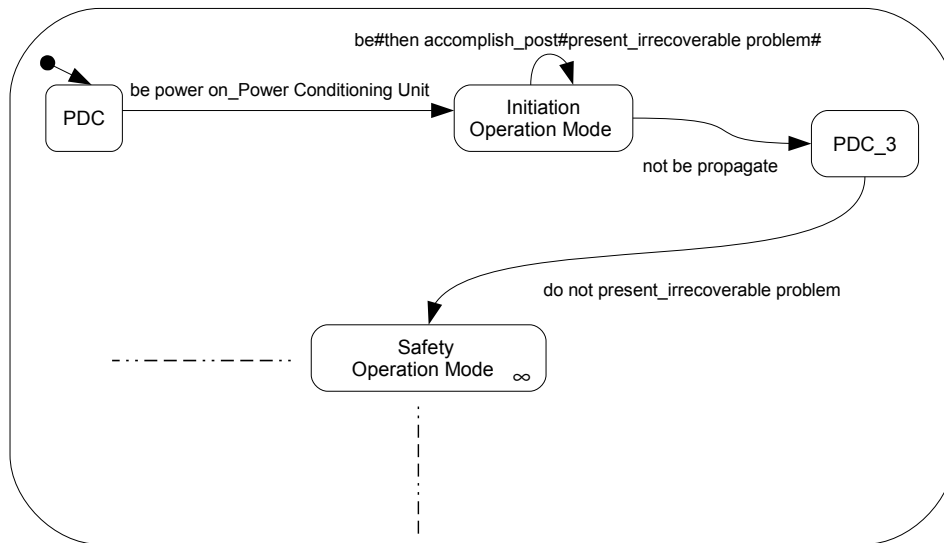 be#then accomplish_post#present_irrecoverable problem#
be power on_Power Conditioning Unit
PDC
Initiation
Operation Mode
PDC_3
not be propagate
do not present_irrecoverable problem
Safety
Operation Mode
∞